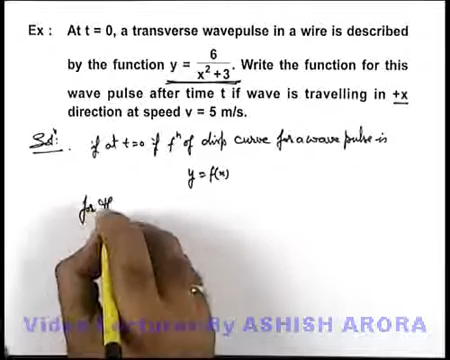 Ex : At t = 0, a transverse wavepulse in a wire is described
by the function y = 6 / (x² + 3). Write the function for this
wave pulse after time t if wave is travelling in +x
direction at speed v = 5 m/s.
Solⁿ. if at t=0 if fⁿ of disp curve for a wave pulse is
y = f(x)
for
Video Lectures By ASHISH ARORA